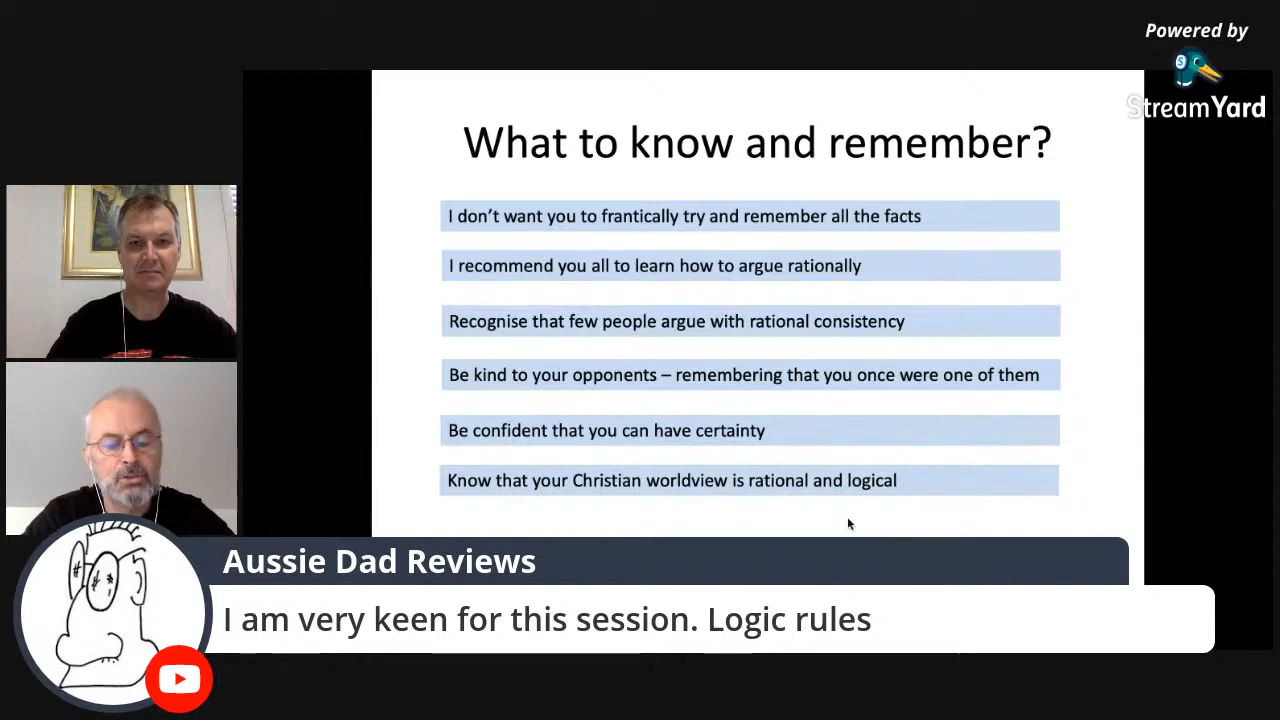 Powered by
StreamYard
What to know and remember?
I don't want you to frantically try and remember all the facts
I recommend you all to learn how to argue rationally
Recognise that few people argue with rational consistency
Be kind to your opponents – remembering that you once were one of them
Be confident that you can have certainty
Know that your Christian worldview is rational and logical
Aussie Dad Reviews
I am very keen for this session. Logic rules